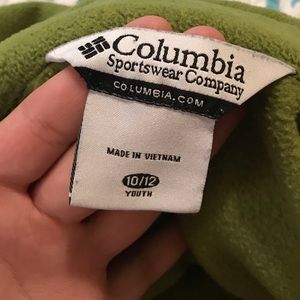 Columbia
Sportswear Company
COLUMBIA.COM
MADE IN VIETNAM
10/12
YOUTH